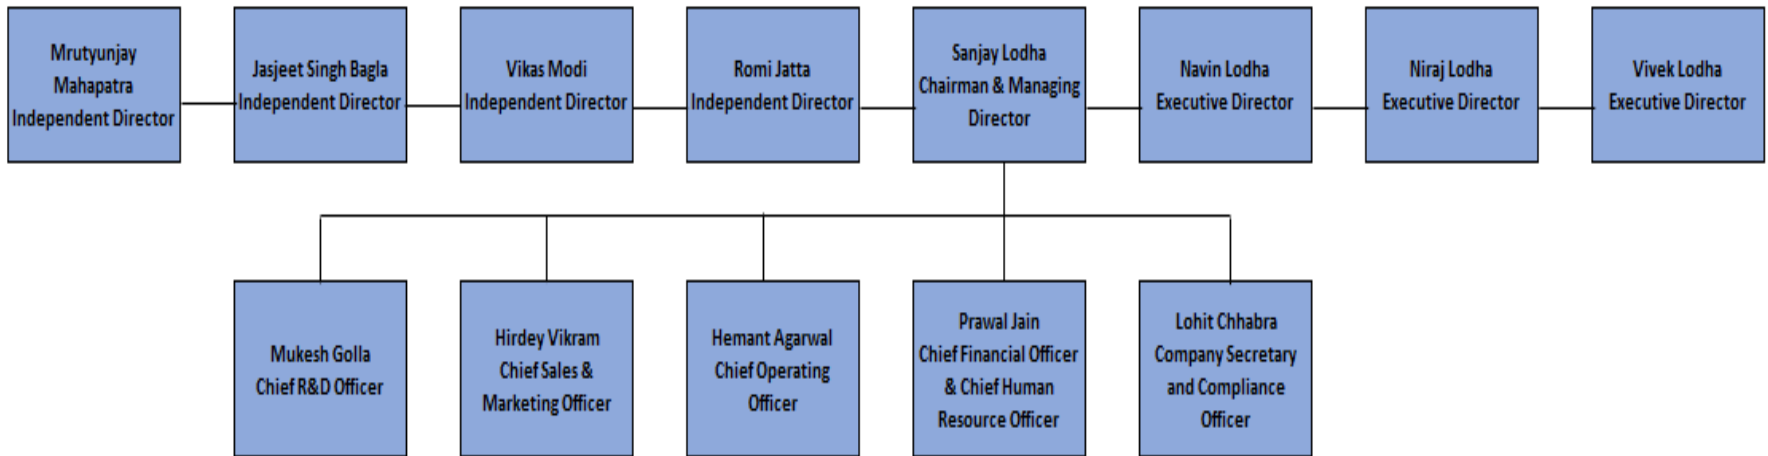 Mrutyunjay
Mahapatra
Independent Director
Jasjeet Singh Bagla
Independent Director
Vikas Modi
Independent Director
Romi Jatta
Independent Director
Sanjay Lodha
Chairman & Managing
Director
Navin Lodha
Executive Director
Niraj Lodha
Executive Director
Vivek Lodha
Executive Director
Mukesh Golla
Chief R&D Officer
Hirdey Vikram
Chief Sales &
Marketing Officer
Hemant Agarwal
Chief Operating
Officer
Prawal Jain
Chief Financial Officer
& Chief Human
Resource Officer
Lohit Chhabra
Company Secretary
and Compliance
Officer